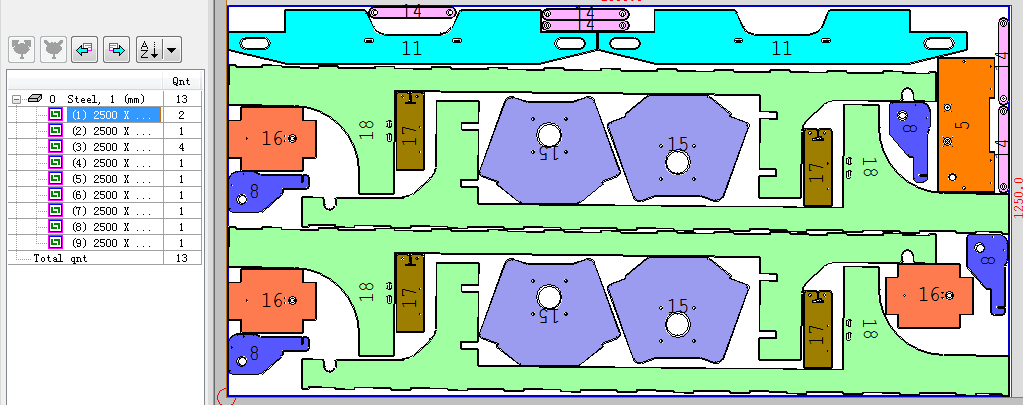 Qnt
0 Steel, 1 (mm) 13
(1) 2500 X ... 2
(2) 2500 X ... 1
(3) 2500 X ... 4
(4) 2500 X ... 1
(5) 2500 X ... 1
(6) 2500 X ... 1
(7) 2500 X ... 1
(8) 2500 X ... 1
(9) 2500 X ... 1
Total qnt 13
A
Z
14
14
14
11
11
4
16
18
17
15
15
8
5
4
17
18
8
1250.0
16
18
17
15
15
17
18
8
16
8